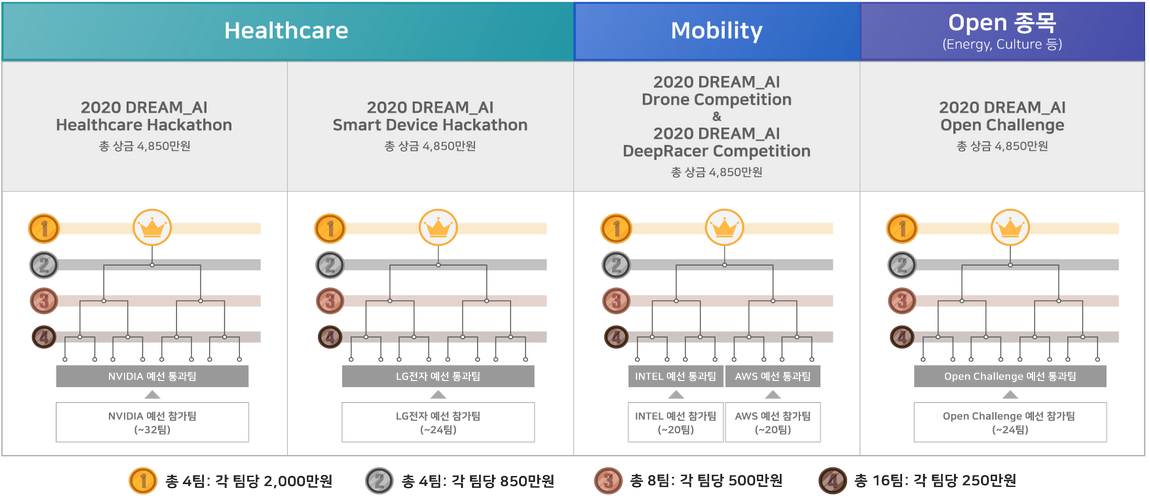 Healthcare
Mobility
Open 종목
(Energy, Culture 등)
2020 DREAM_AI
Healthcare Hackathon
총 상금 4,850만원
2020 DREAM_AI
Smart Device Hackathon
총 상금 4,850만원
2020 DREAM_AI
Drone Competition
&
2020 DREAM_AI
DeepRacer Competition
총 상금 4,850만원
2020 DREAM_AI
Open Challenge
총 상금 4,850만원
1
2
3
4
NVIDIA 예선 통과팀
NVIDIA 예선 참가팀
(~32팀)
1
2
3
4
LG전자 예선 통과팀
LG전자 예선 참가팀
(~24팀)
1
2
3
4
INTEL 예선 통과팀
AWS 예선 통과팀
INTEL 예선 참가팀
(~20팀)
AWS 예선 참가팀
(~20팀)
1
2
3
4
Open Challenge 예선 통과팀
Open Challenge 예선 참가팀
(~24팀)
1 총 4팀: 각 팀당 2,000만원
2 총 4팀: 각 팀당 850만원
3 총 8팀: 각 팀당 500만원
4 총 16팀: 각 팀당 250만원